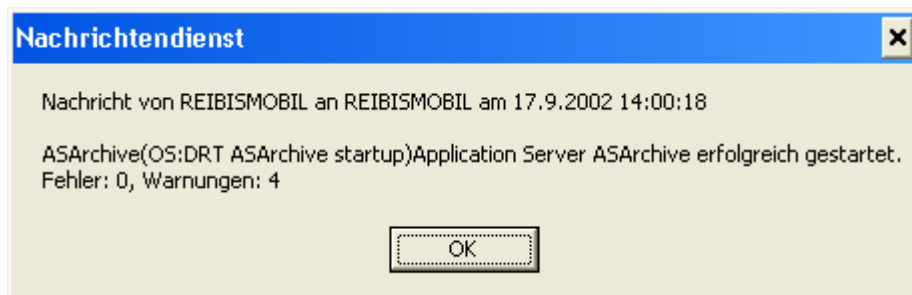 Nachrichtendienst
Nachricht von REIBISMOBIL an REIBISMOBIL am 17.9.2002 14:00:18
ASArchive(OS:DRT ASArchive startup)Application Server ASArchive erfolgreich gestartet.
Fehler: 0, Warnungen: 4
OK